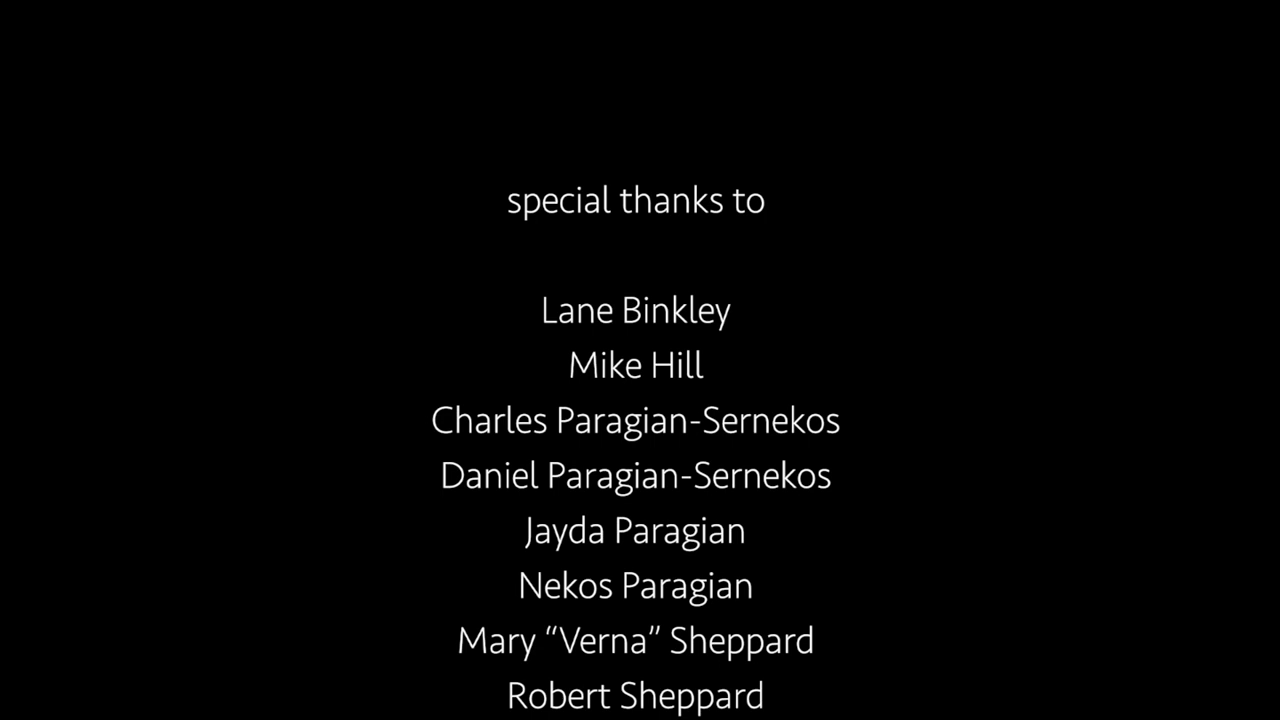 special thanks to
Lane Binkley
Mike Hill
Charles Paragian-Sernekos
Daniel Paragian-Sernekos
Jayda Paragian
Nekos Paragian
Mary “Verna” Sheppard
Robert Sheppard